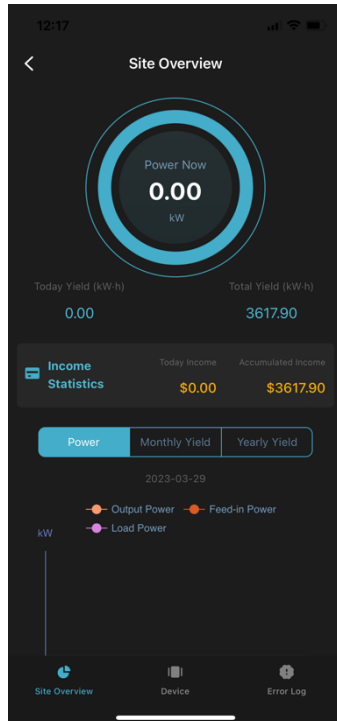 12:17
Site Overview
Power Now
0.00
kW
Today Yield (kW·h)
Total Yield (kW·h)
0.00
3617.90
Income
Statistics
Today Income
Accumulated Income
$0.00
$3617.90
Power
Monthly Yield
Yearly Yield
2023-03-29
Output Power
Feed-in Power
Load Power
kW
Site Overview
Device
Error Log